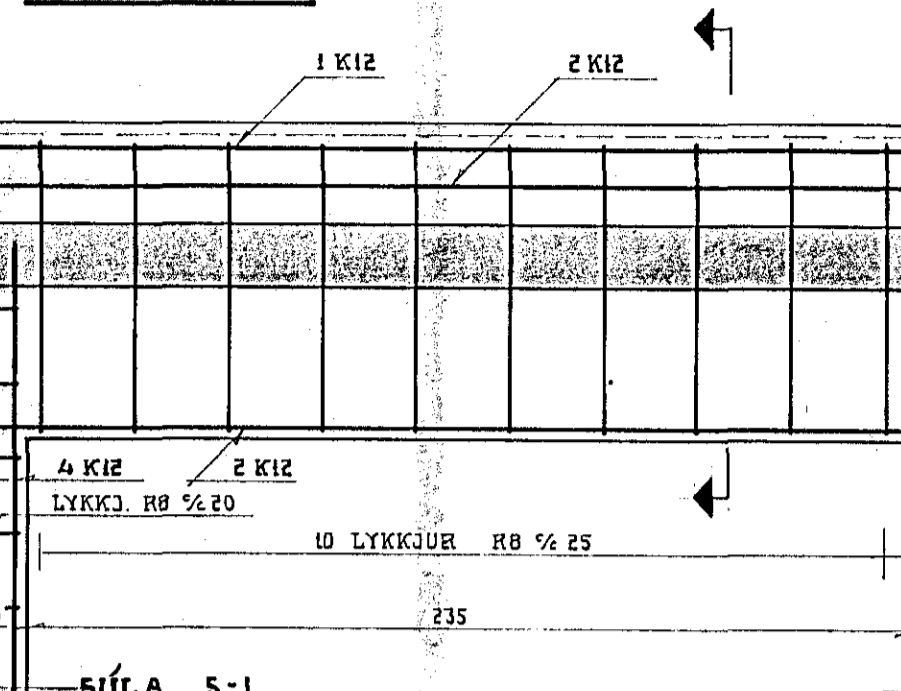 1 K12
2 K12
4 K12
2 K12
LYKKJ. R8 c/c 20
10 LYKKJUR R8 c/c 25
235
SÚLA S-1